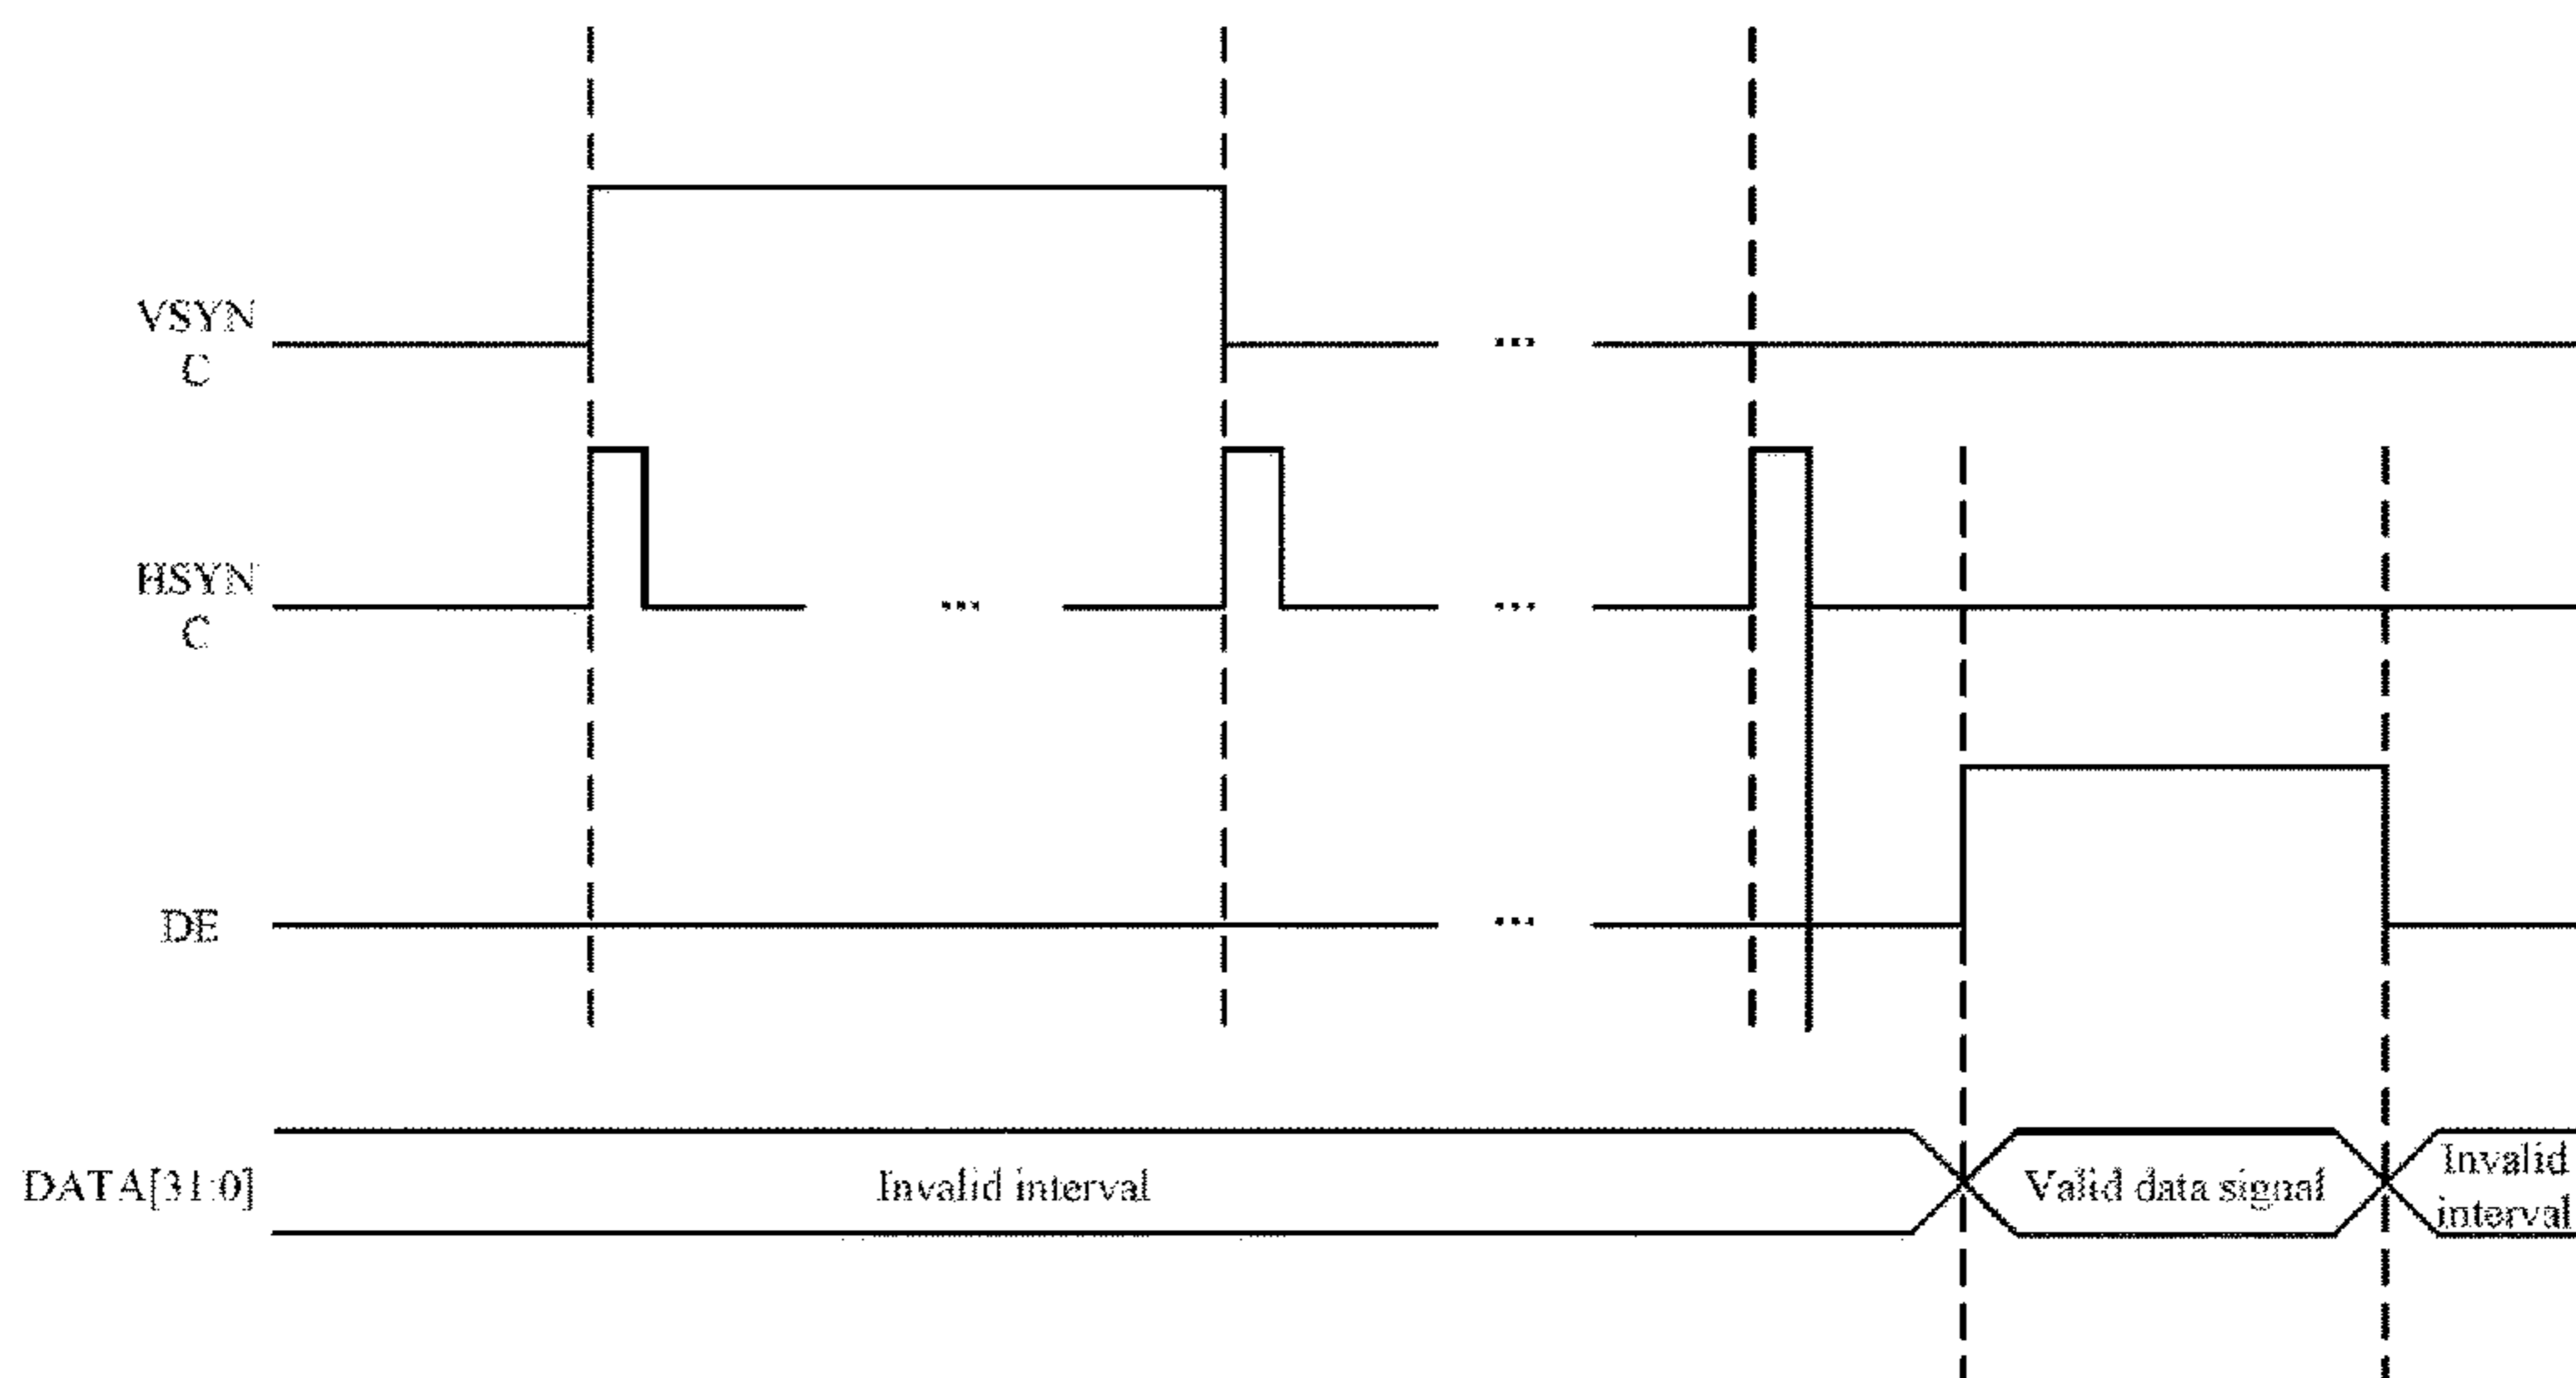 VSYN
C
...
HSYN
C
... ...
DE
...
DATA[31:0]
Invalid interval
Valid data signal
Invalid
interval